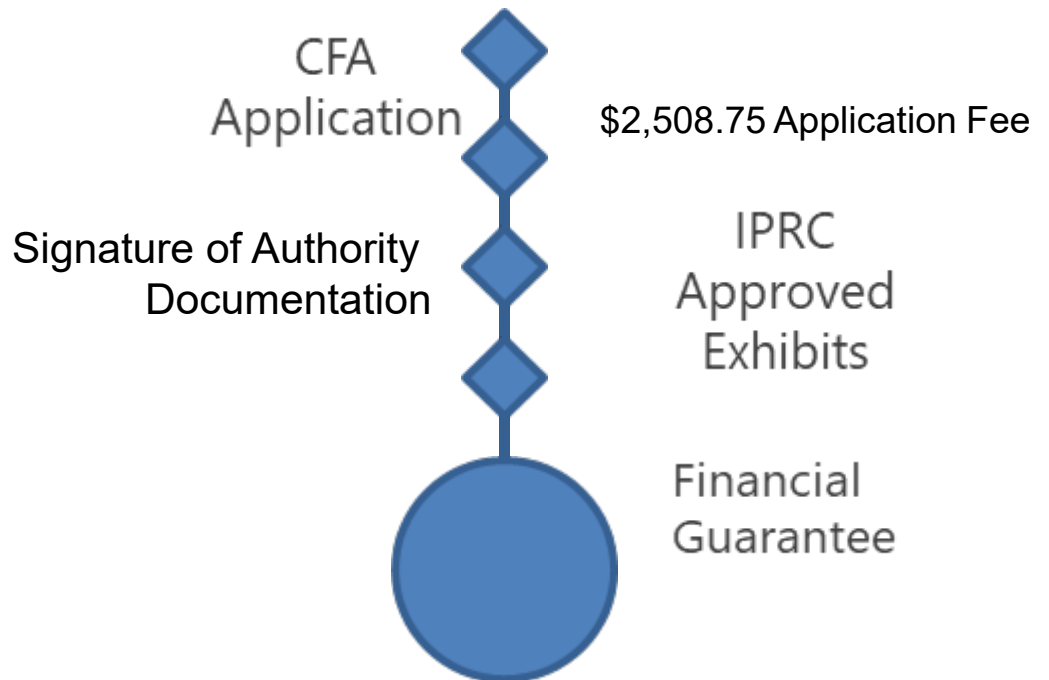 CFA
Application
$2,508.75 Application Fee
Signature of Authority
Documentation
IPRC
Approved
Exhibits
Financial
Guarantee